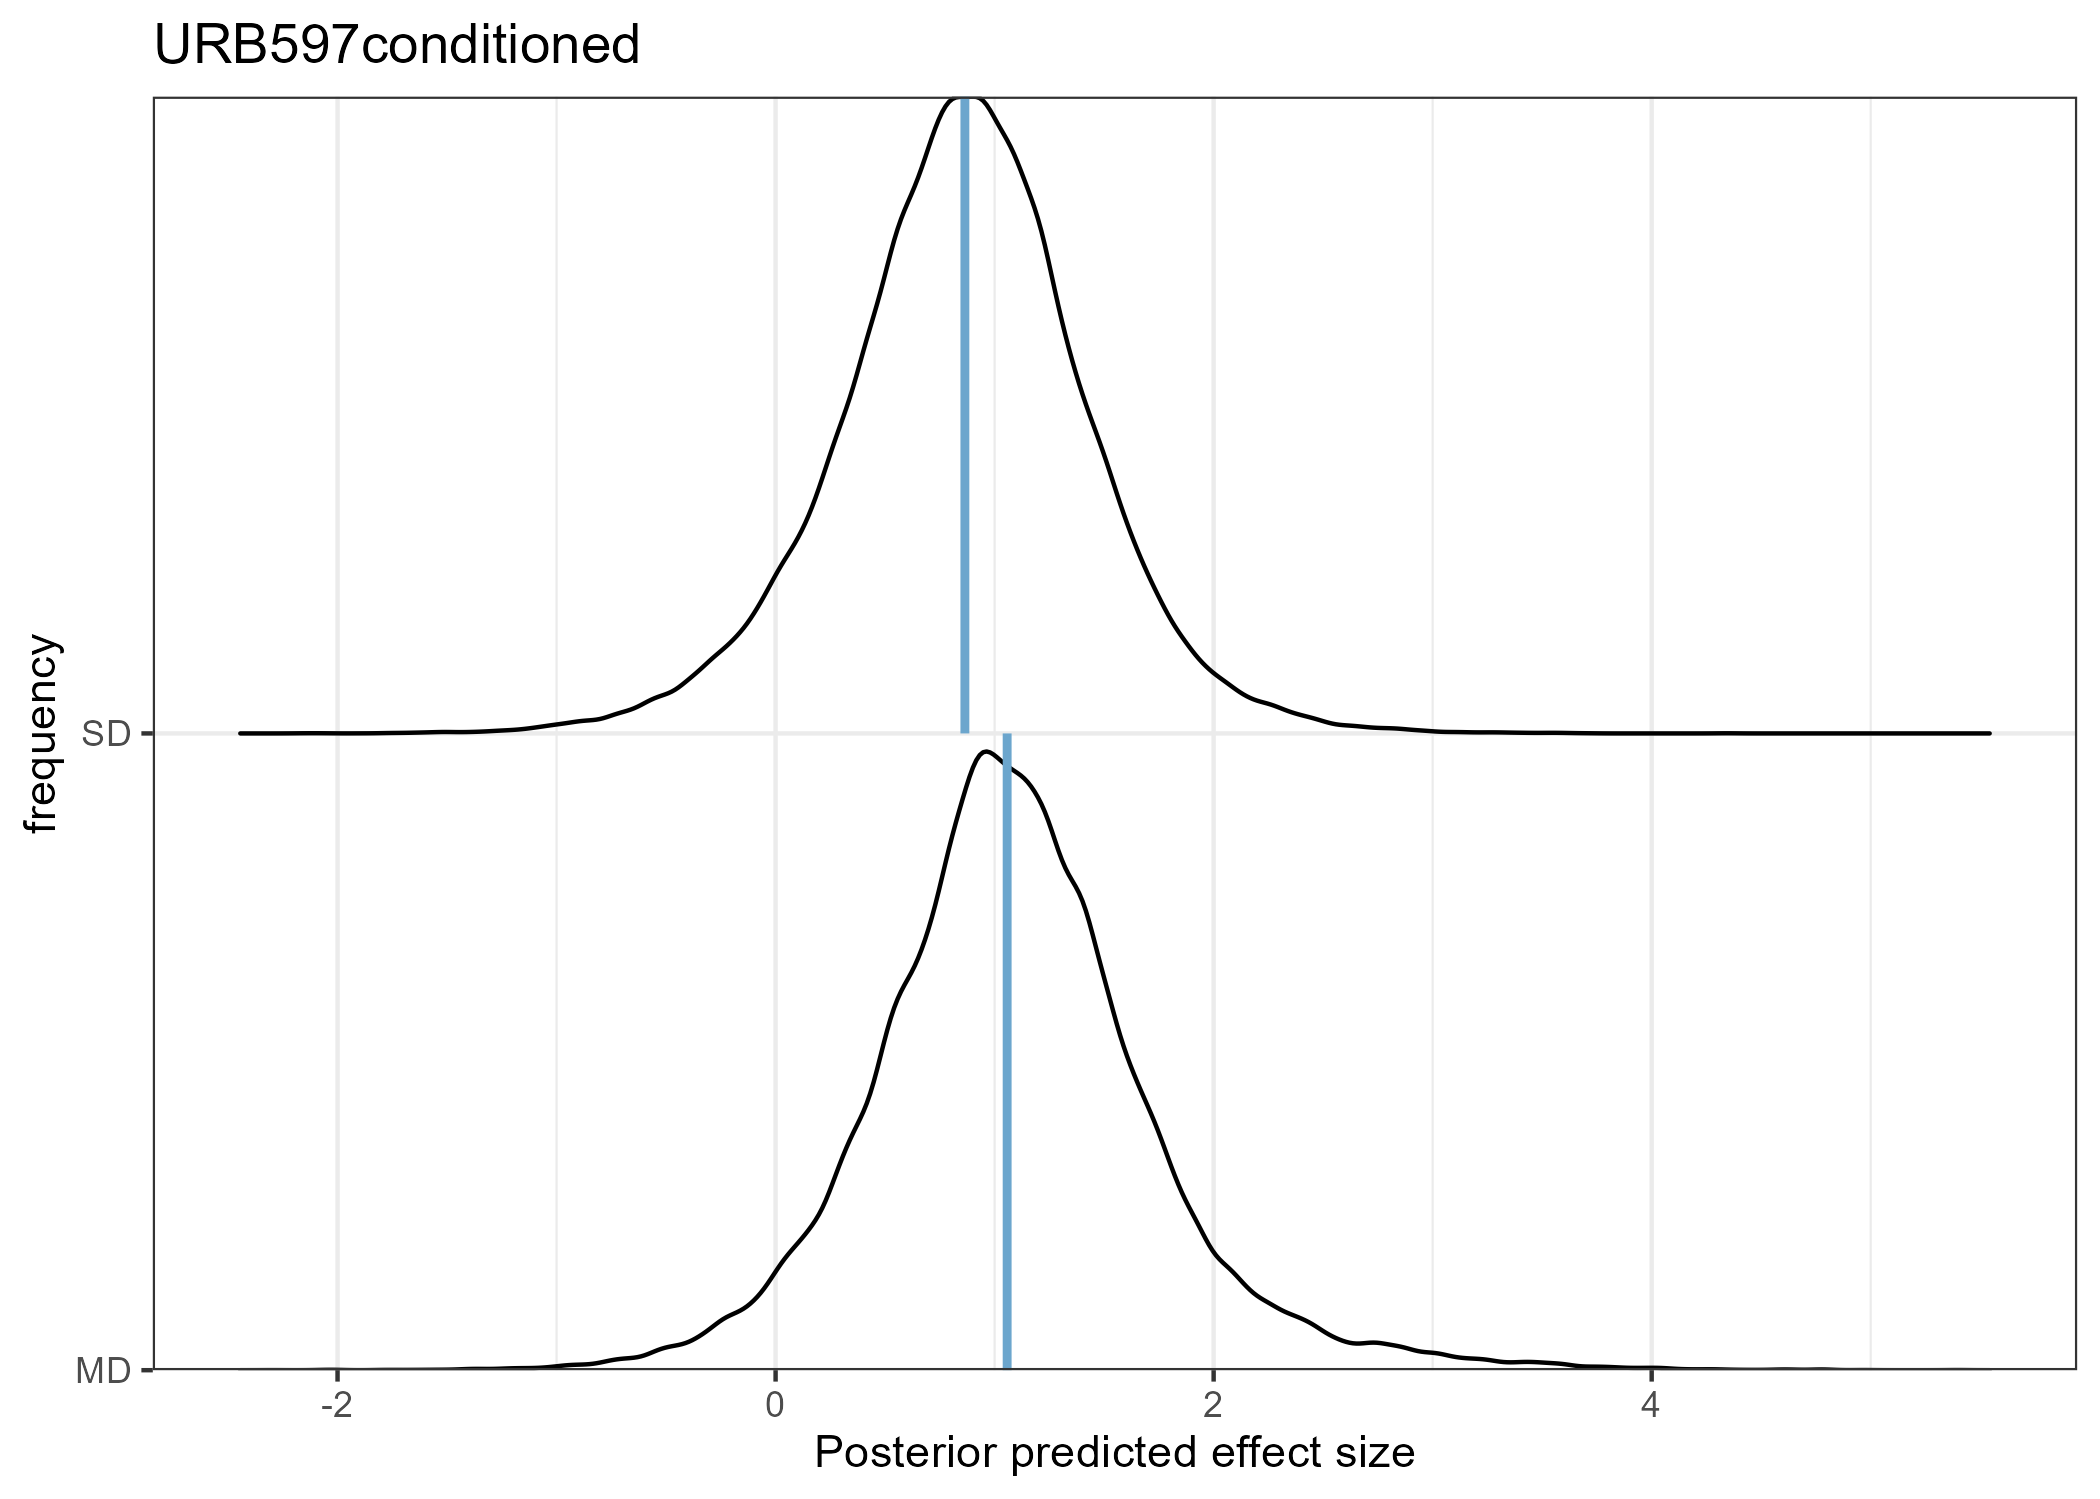 URB597conditioned
frequency
SD
MD
-2
0
2
4
Posterior predicted effect size